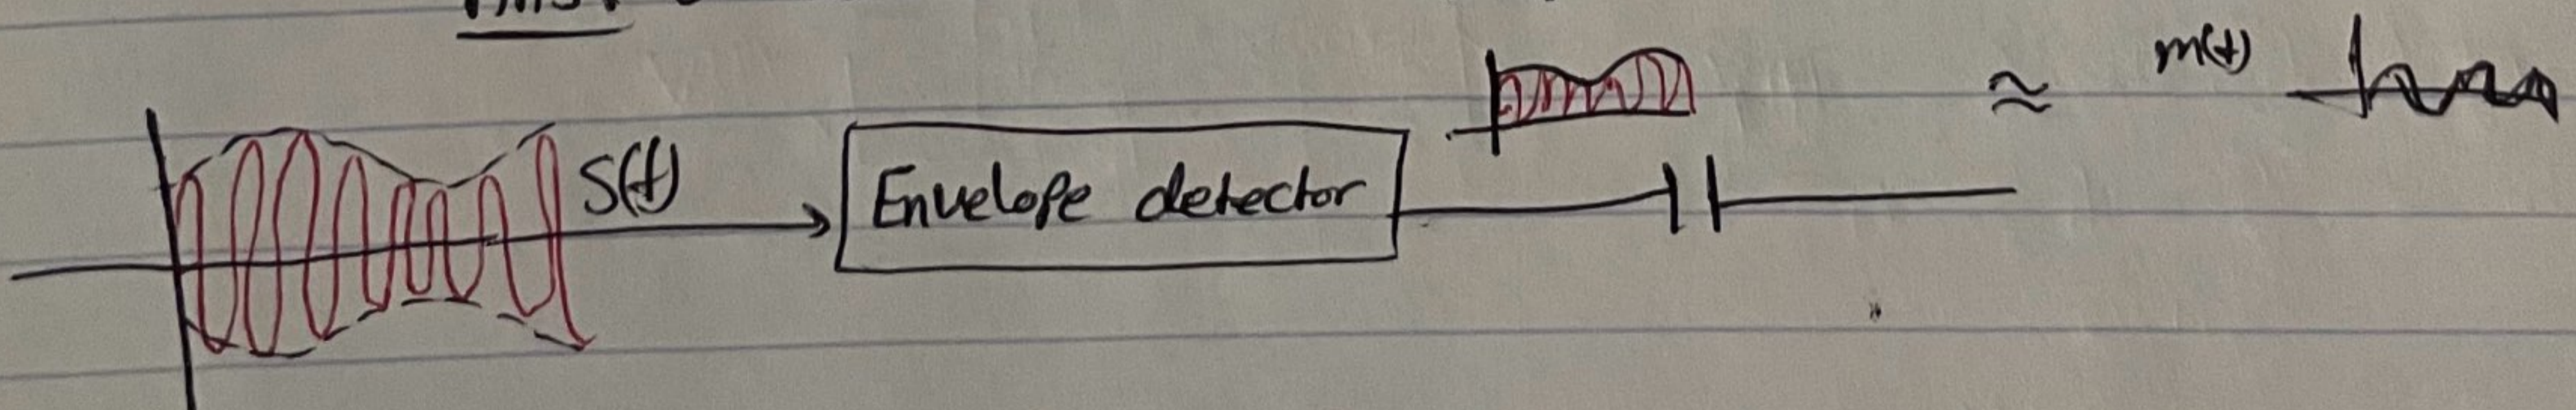 m(t)
S(t)
Envelope detector
≈